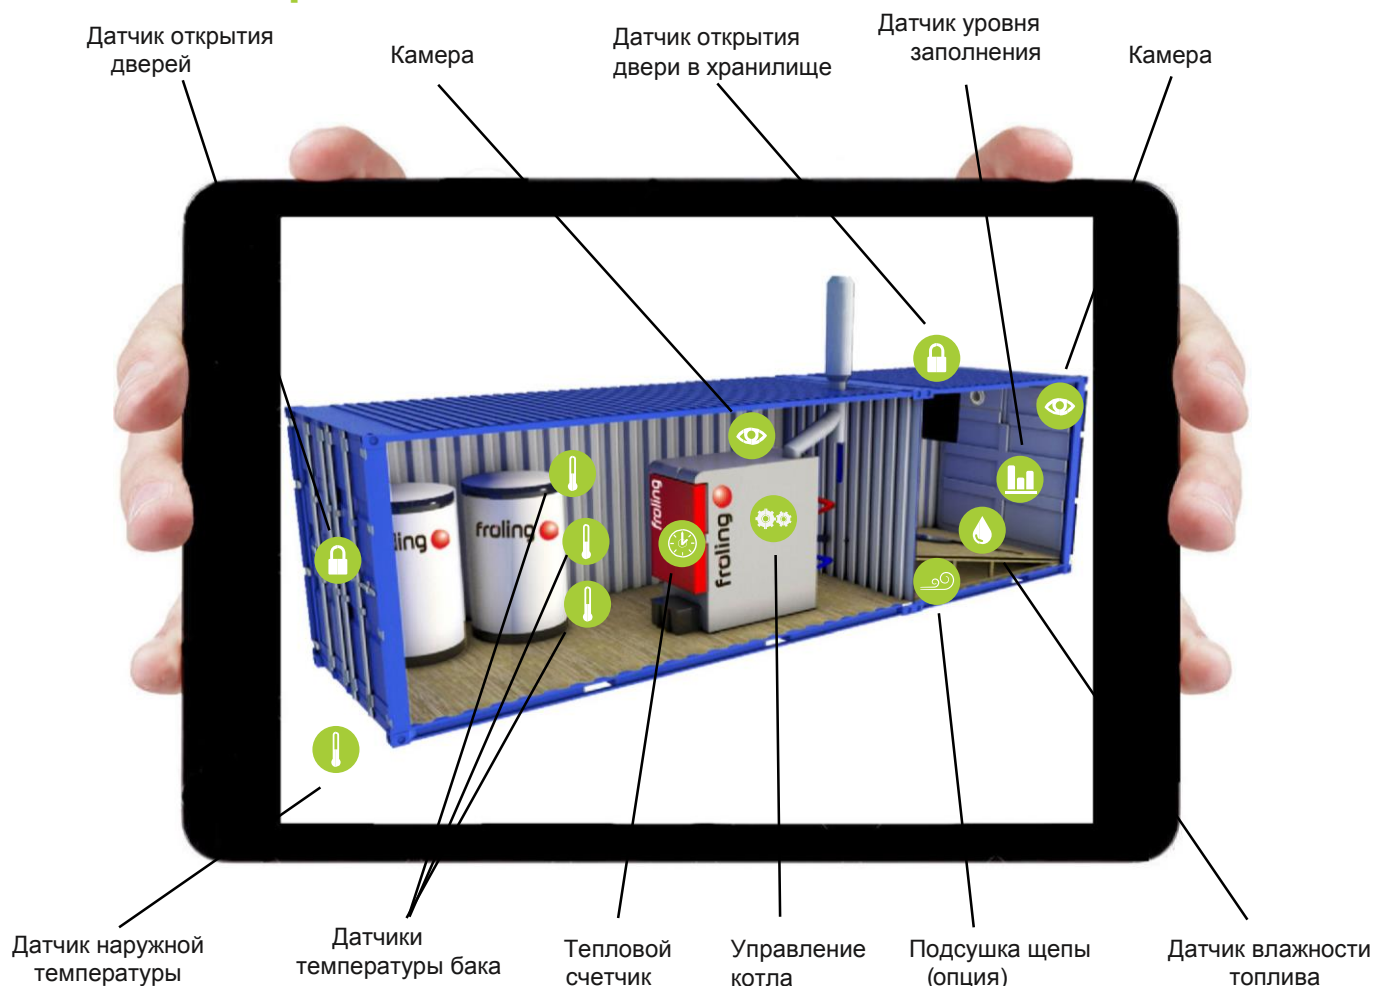 Датчик открытия
дверей
Камера
Датчик открытия
двери в хранилище
Датчик уровня
заполнения
Камера
ling
froling
froling
froling
Датчик наружной
температуры
Датчики
температуры бака
Тепловой
счетчик
Управление
котла
Подсушка щепы
(опция)
Датчик влажности
топлива